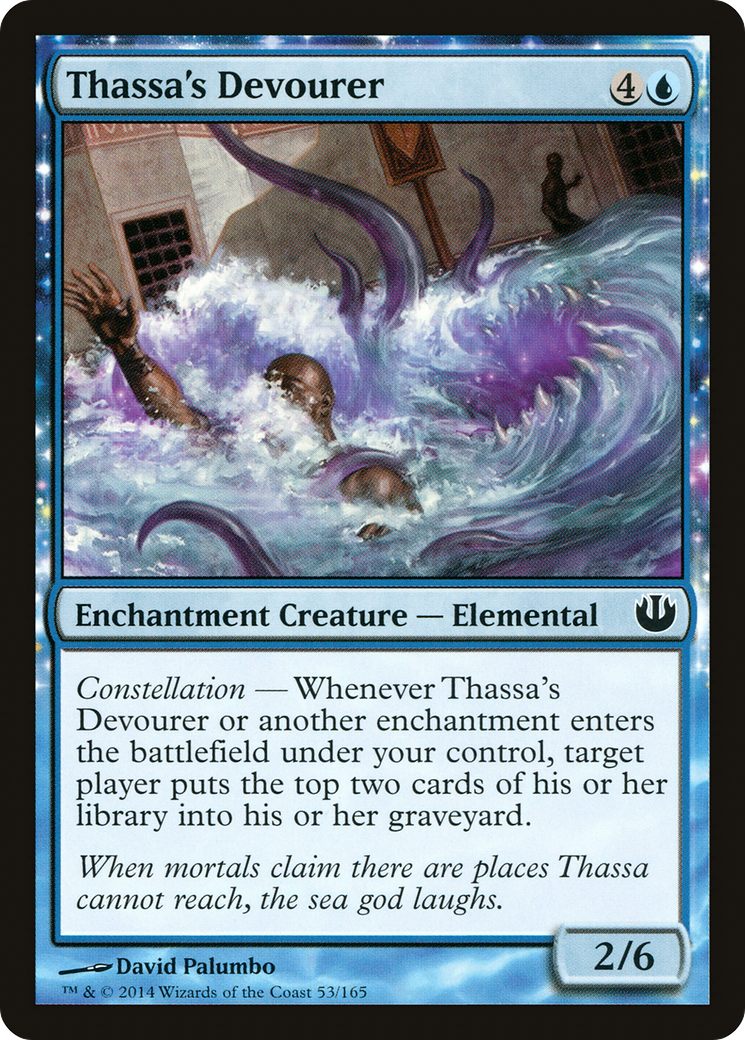 Thassa's Devourer 4
Enchantment Creature — Elemental
Constellation — Whenever Thassa's
Devourer or another enchantment enters
the battlefield under your control, target
player puts the top two cards of his or her
library into his or her graveyard.
When mortals claim there are places Thassa
cannot reach, the sea god laughs.
2/6
David Palumbo
™ & © 2014 Wizards of the Coast 53/165